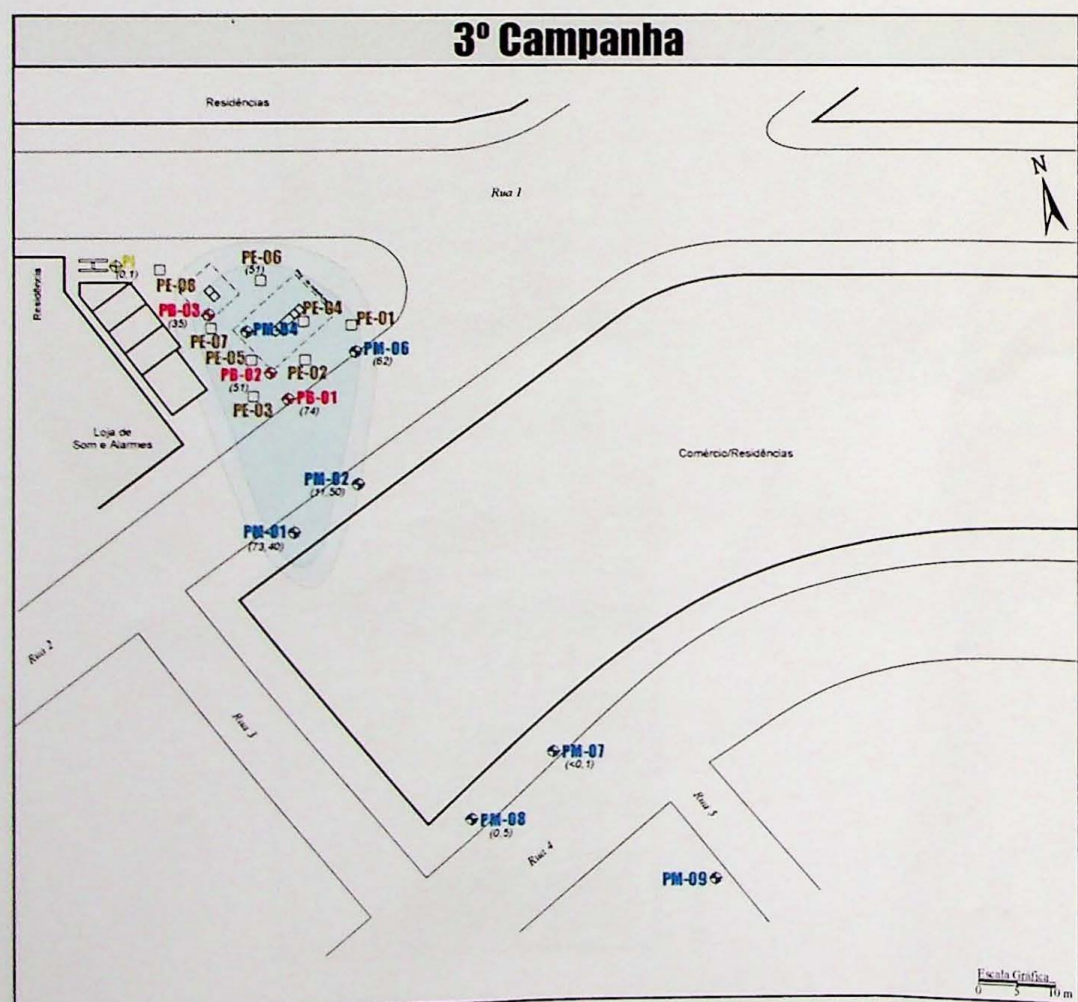 3º Campanha
Residências
Rua 1
N
Residência
PI
(0,1)
PE-08
PE-06
(51)
PB-03
(35)
PE-07
PM-04
PE-04
PE-01
PM-06
(62)
PE-05
PE-02
PB-02
(51)
PE-03
PB-01
(74)
Loja de
Som e Alarmes
Comércio/Residências
PM-02
(11,50)
PM-01
(73,40)
Rua 2
Rua 3
PM-07
(<0,1)
PM-08
(0,5)
Rua 4
Rua 5
PM-09
Escala Gráfica
0 5 10 m